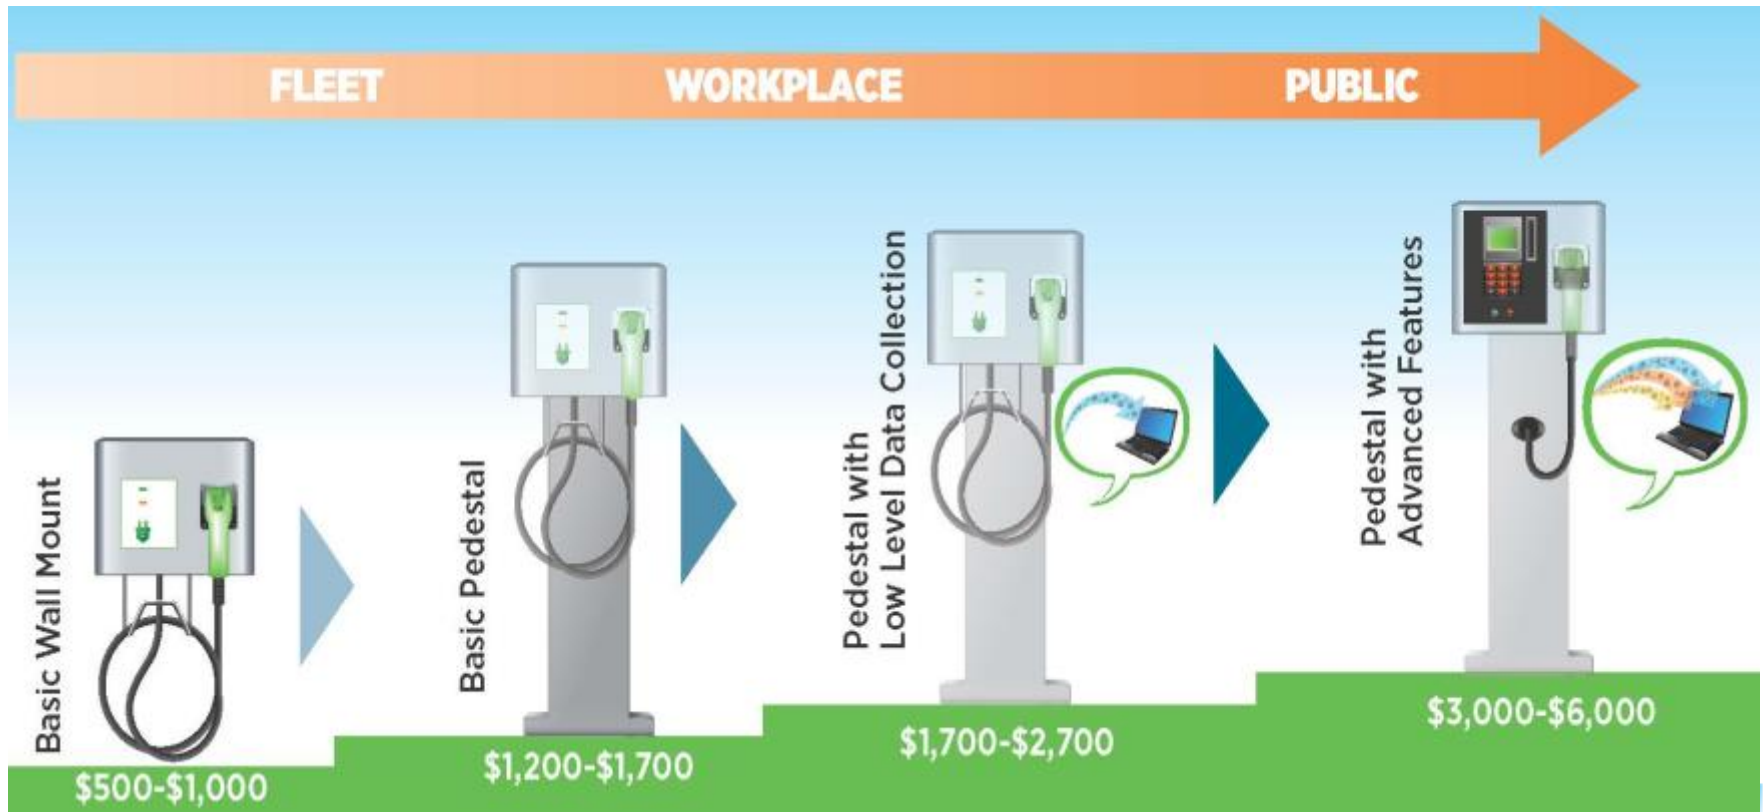 FLEET
WORKPLACE
PUBLIC
Basic Wall Mount
$500-$1,000
Basic Pedestal
$1,200-$1,700
Pedestal with
Low Level Data Collection
$1,700-$2,700
Pedestal with
Advanced Features
$3,000-$6,000